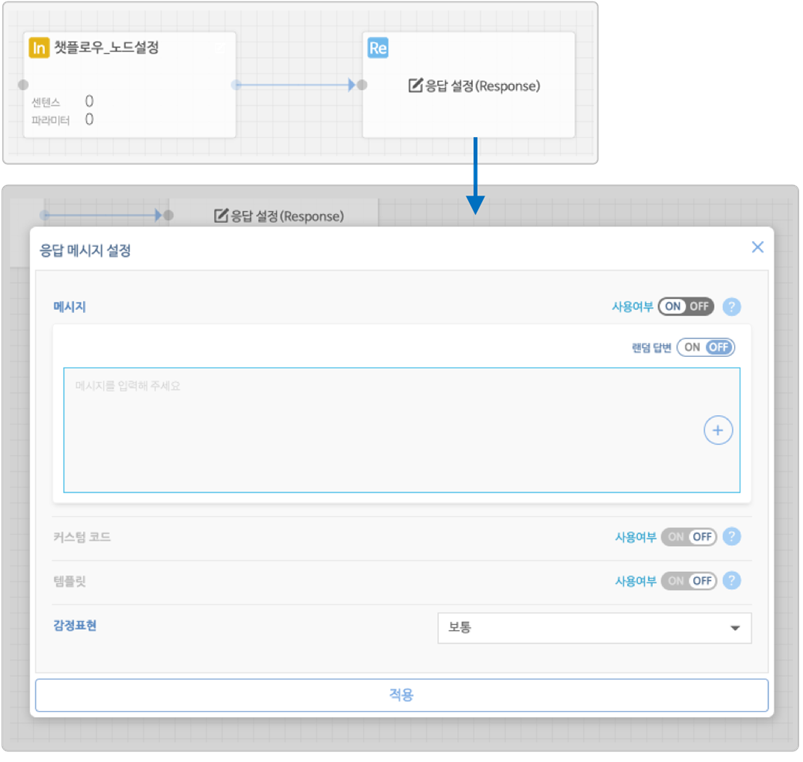 In 챗플로우_노드설정
센텐스 0
파라미터 0
Re
응답 설정(Response)
응답 설정(Response)
응답 메시지 설정
메시지
사용여부 ON OFF ?
랜덤 답변 ON OFF
메시지를 입력해 주세요
커스텀 코드
사용여부 ON OFF ?
템플릿
사용여부 ON OFF ?
감정표현
보통
적용